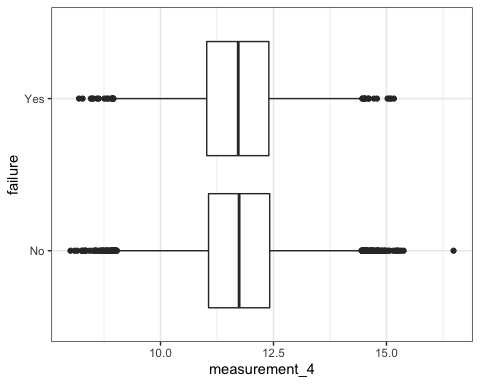 failure
Yes
No
10.0 12.5 15.0
measurement_4